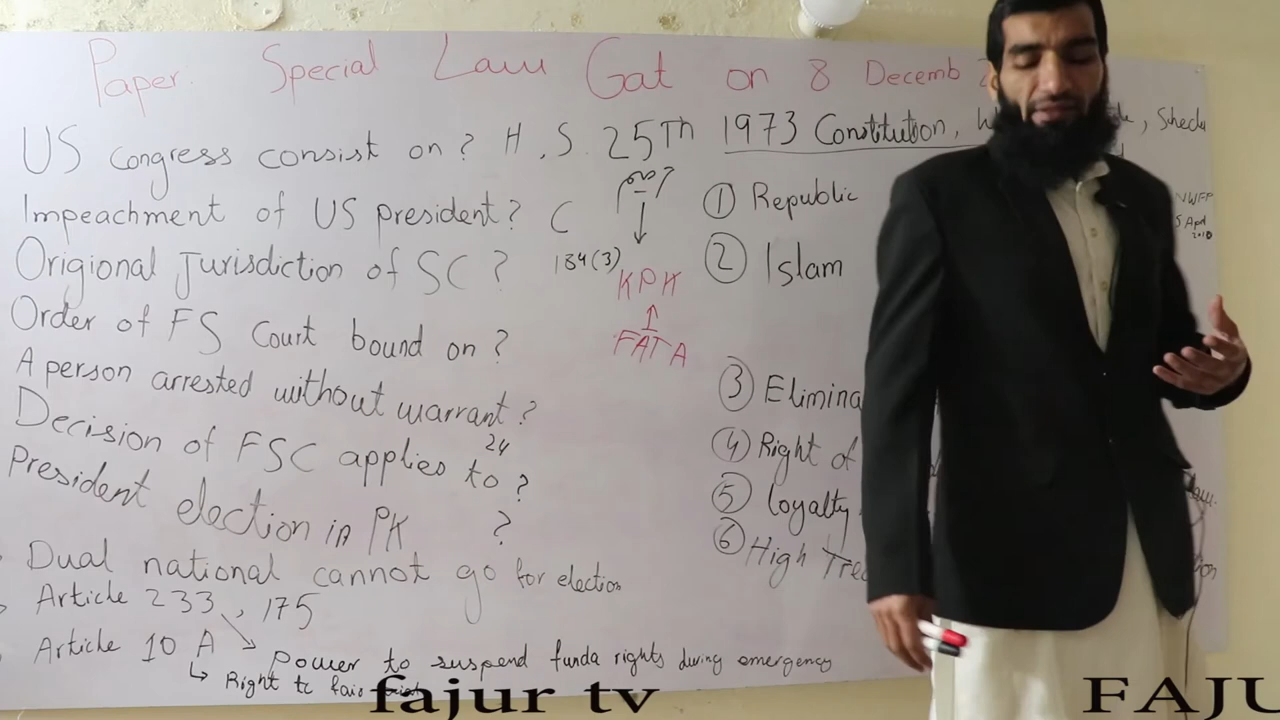 Paper. Special Law Gat on 8 Decemb
US Congress consist on? H, S.
Impeachment of US president? C
Origional Jurisdiction of SC? 184(3)
Order of FS Court bound on?
A person arrested without warrant?
24
Decision of FSC applies to?
President election in PK ?
Dual national cannot go for election
Article 233, 175
Article 10 A
Power to suspend funda rights during emergency
Right to fair
25Th
KPK
FATA
1973 Constitution, Schedu
① Republic
② Islam
③ Elimina
④ Right of
⑤ loyalty
⑥ High Trea
NWFP
5 April
2010
fajur tv
FAJU